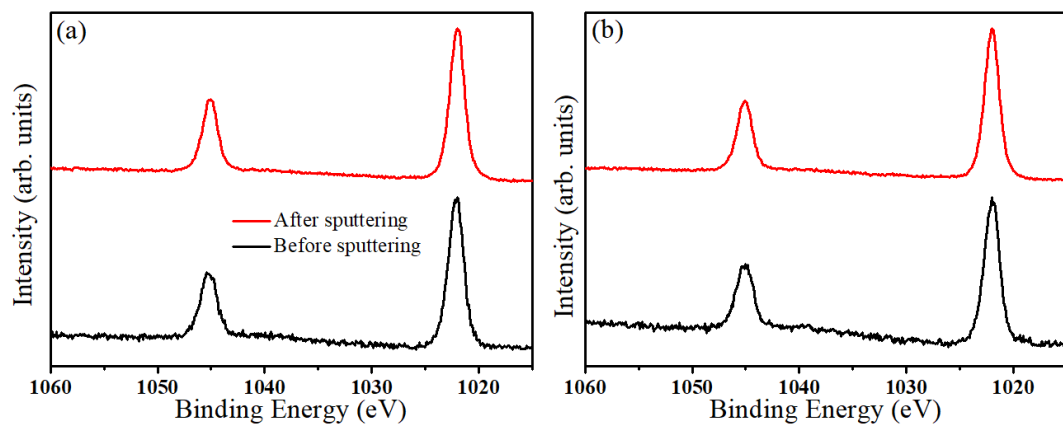 (a)
Intensity (arb. units)
After sputtering
Before sputtering
1060 1050 1040 1030 1020
Binding Energy (eV)
(b)
Intensity (arb. units)
1060 1050 1040 1030 1020
Binding Energy (eV)